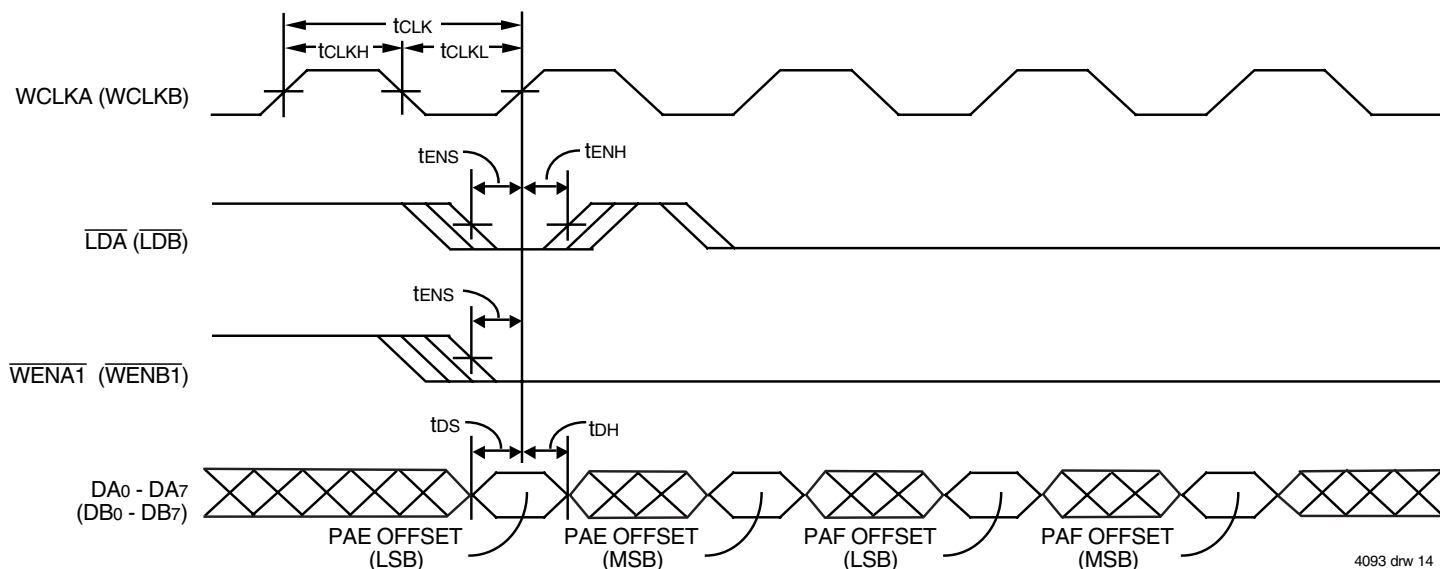 tCLK
tCLKH
tCLKL
WCLKA (WCLKB)
tENS
tENH
LDA (LDB)
tENS
WENA1 (WENB1)
tDS
tDH
DA0 - DA7
(DB0 - DB7)
PAE OFFSET
(LSB)
PAE OFFSET
(MSB)
PAF OFFSET
(LSB)
PAF OFFSET
(MSB)
4093 drw 14